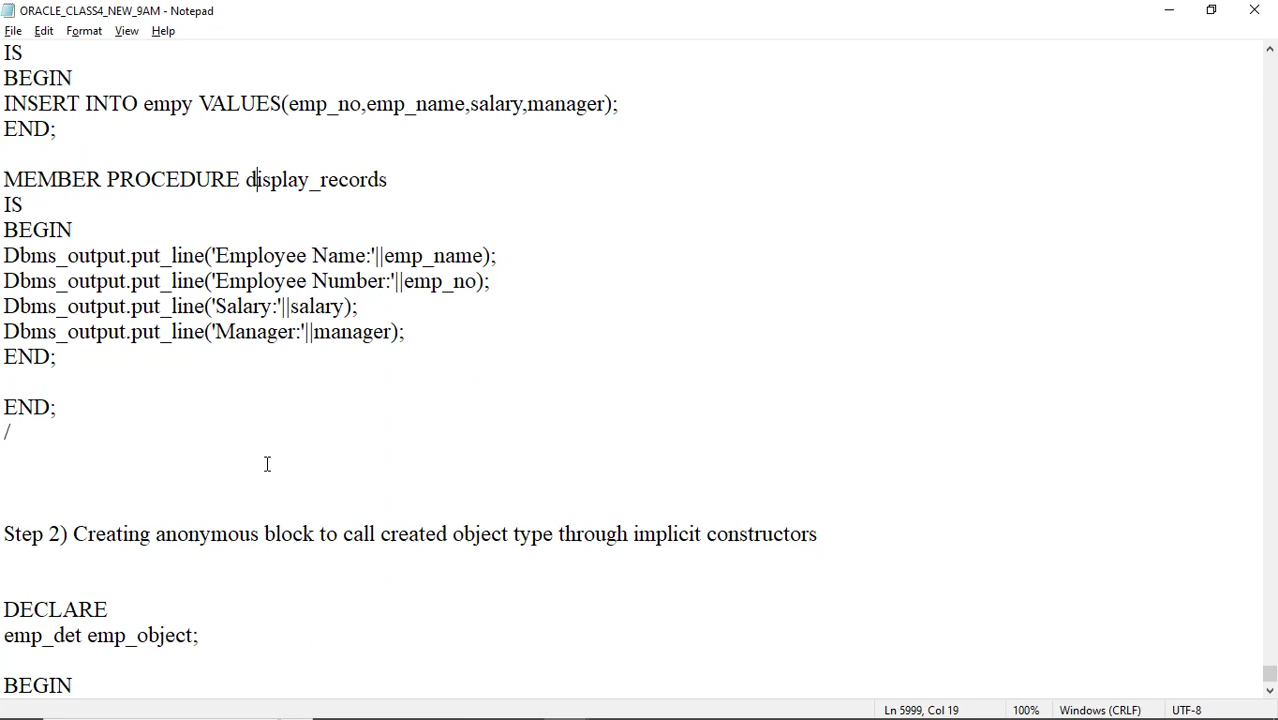 ORACLE_CLASS4_NEW_9AM - Notepad
File Edit Format View Help
IS
BEGIN
INSERT INTO empy VALUES(emp_no,emp_name,salary,manager);
END;
MEMBER PROCEDURE display_records
IS
BEGIN
Dbms_output.put_line('Employee Name:'||emp_name);
Dbms_output.put_line('Employee Number:'||emp_no);
Dbms_output.put_line('Salary:'||salary);
Dbms_output.put_line('Manager:'||manager);
END;
END;
/
Step 2) Creating anonymous block to call created object type through implicit constructors
DECLARE
emp_det emp_object;
BEGIN
Ln 5999, Col 19 100% Windows (CRLF) UTF-8